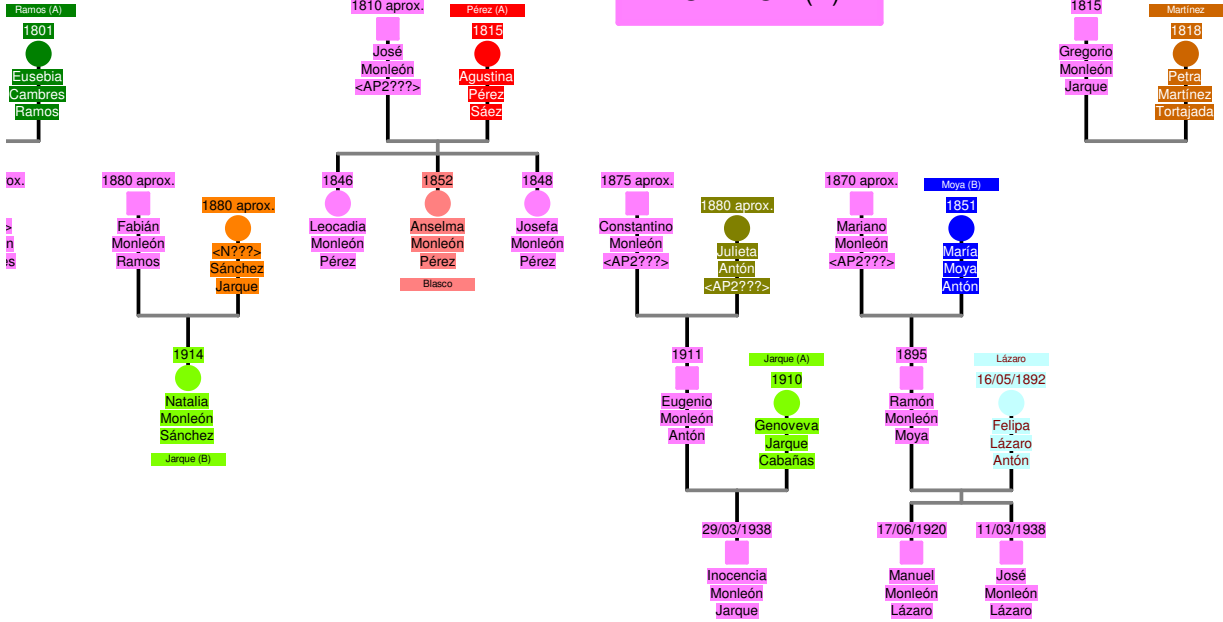 Ramos (A)
1801
Eusebia
Cambres
Ramos
1810 aprox.
José
Monleón
<AP2???>
Pérez (A)
1815
Agustina
Pérez
Sáez
1815
Gregorio
Monleón
Jarque
Martínez
1818
Petra
Martínez
Tortajada
1880 aprox.
Fabián
Monleón
Ramos
1880 aprox.
<N???>
Sánchez
Jarque
1846
Leocadia
Monleón
Pérez
1852
Anselma
Monleón
Pérez
Blasco
1848
Josefa
Monleón
Pérez
1875 aprox.
Constantino
Monleón
<AP2???>
1880 aprox.
Julieta
Antón
<AP2???>
1870 aprox.
Mariano
Monleón
<AP2???>
Moya (B)
1851
María
Moya
Antón
1914
Natalia
Monleón
Sánchez
Jarque (B)
1911
Eugenio
Monleón
Antón
Jarque (A)
1910
Genoveva
Jarque
Cabañas
1895
Ramón
Monleón
Moya
Lázaro
16/05/1892
Felipa
Lázaro
Antón
29/03/1938
Inocencia
Monleón
Jarque
17/06/1920
Manuel
Monleón
Lázaro
11/03/1938
José
Monleón
Lázaro